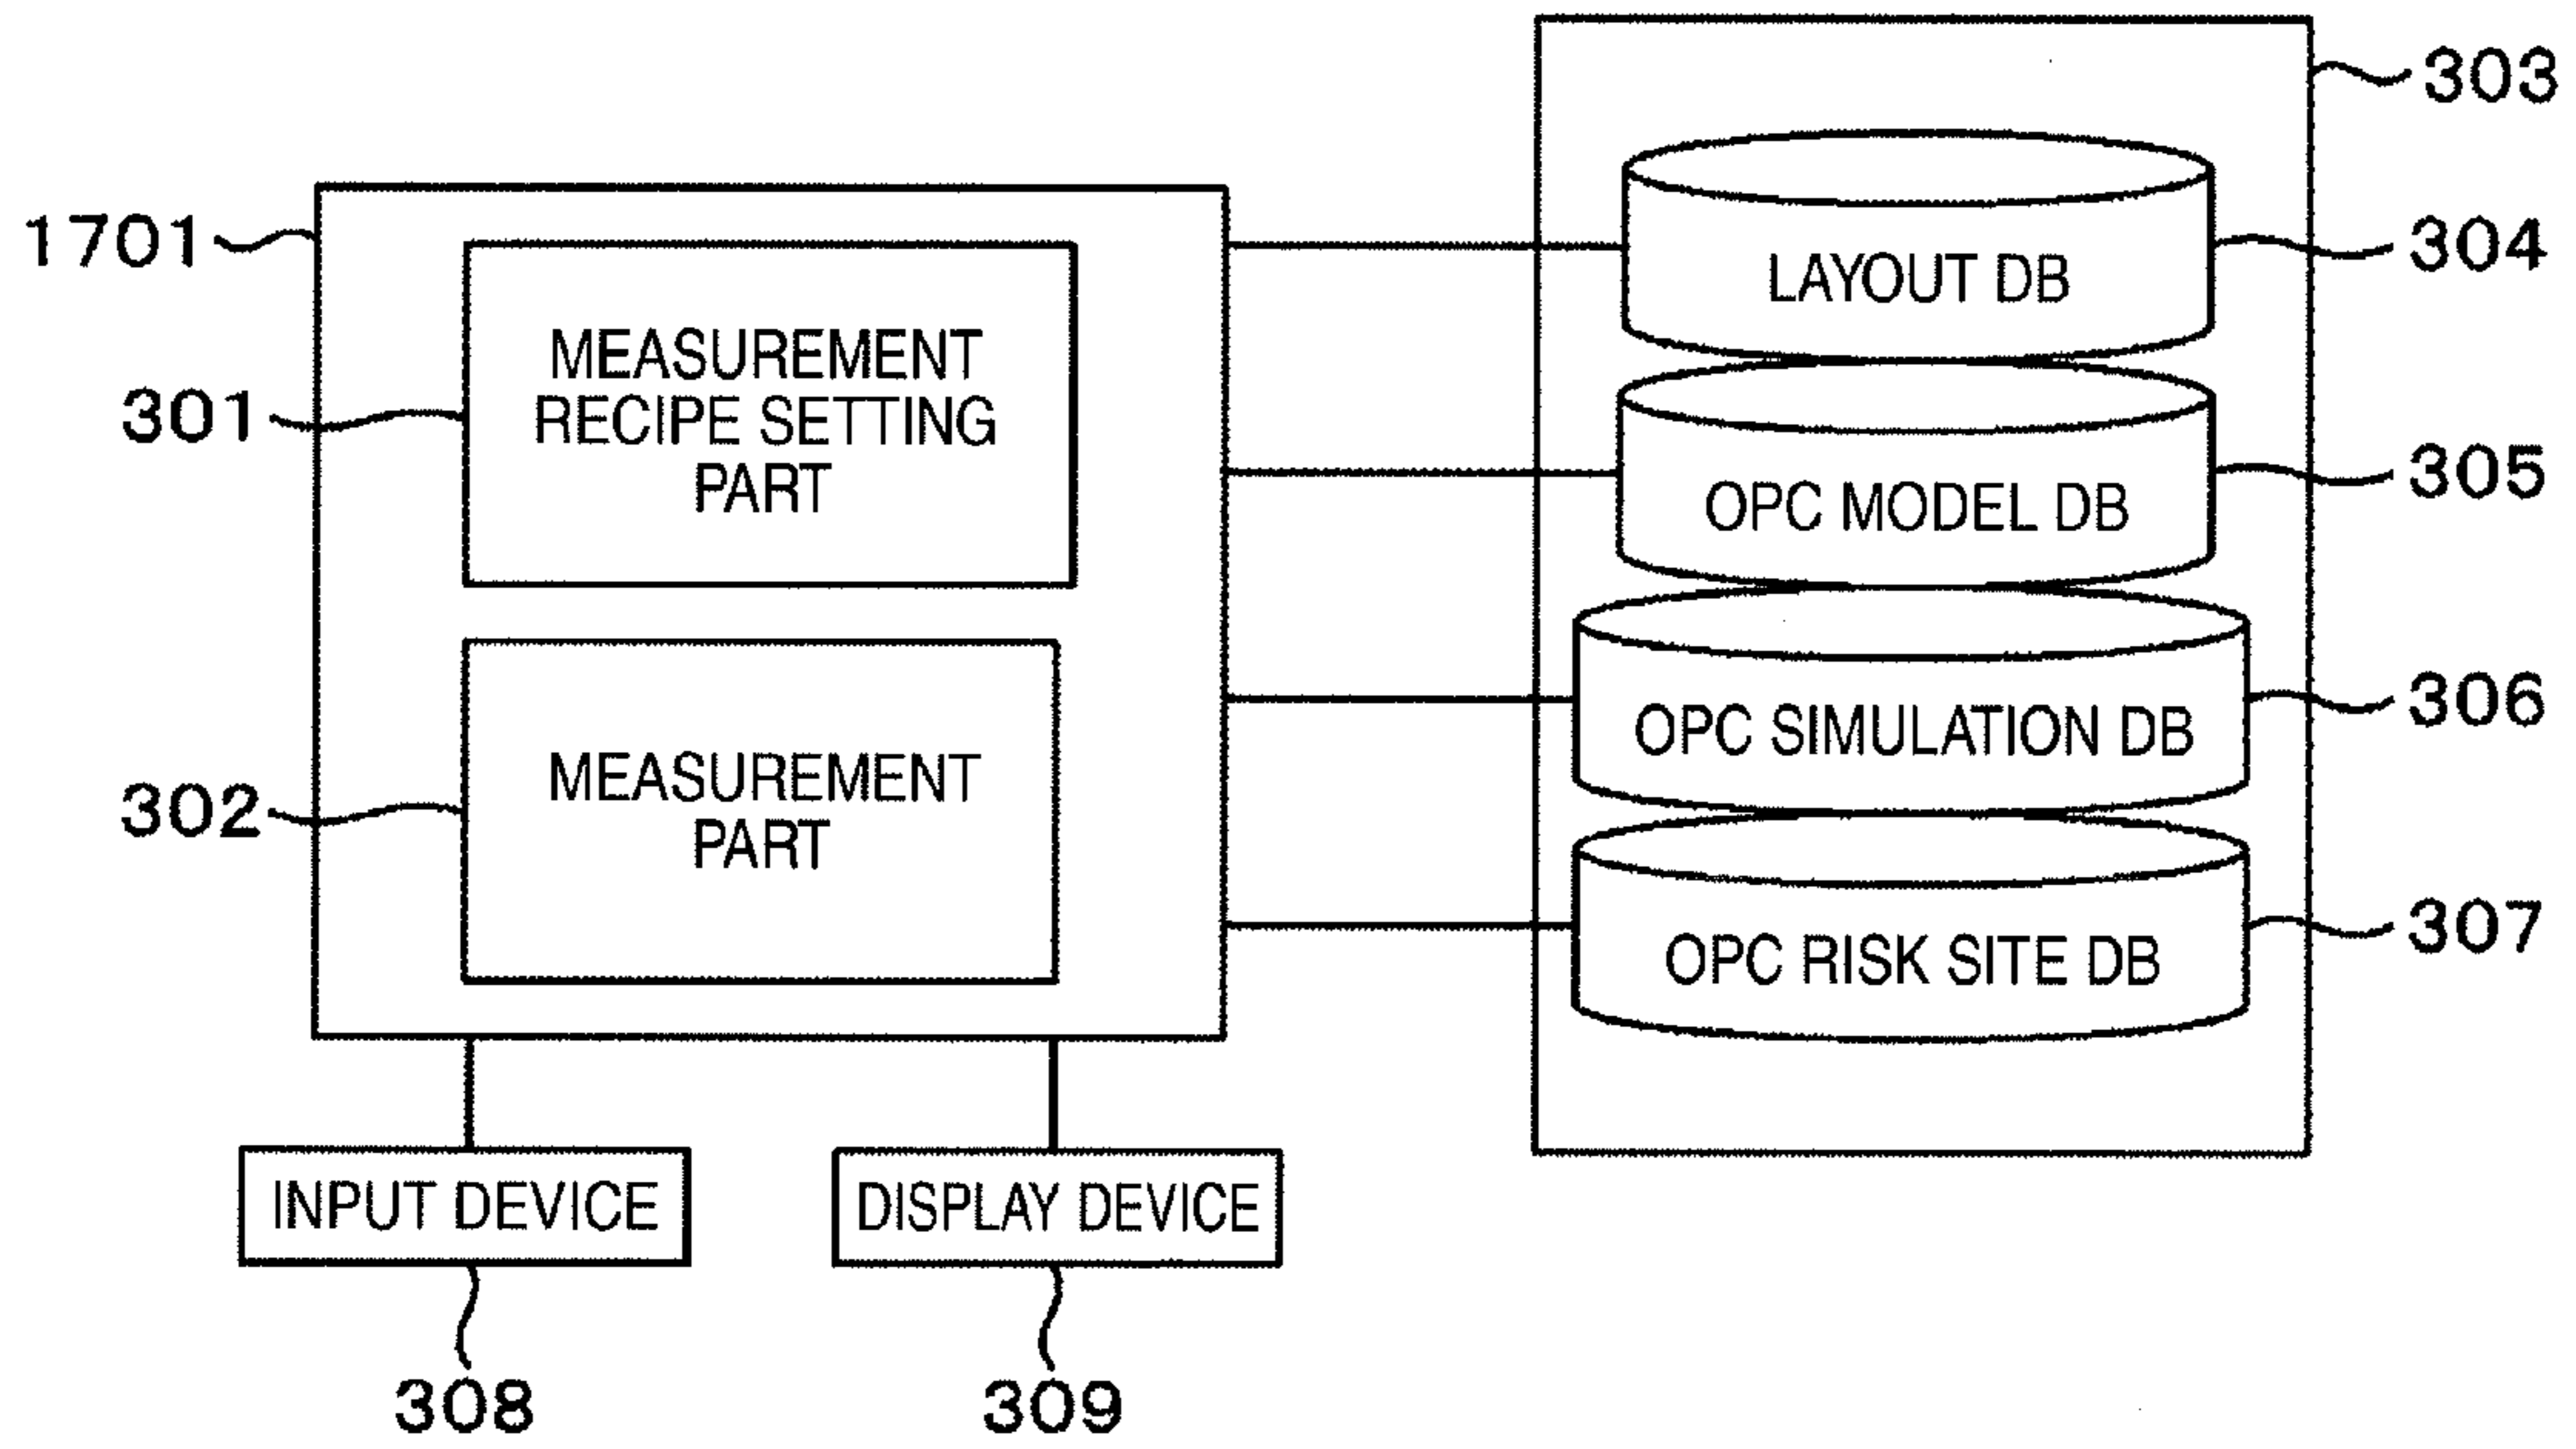 303
1701
LAYOUT DB
304
MEASUREMENT
RECIPE SETTING
PART
301
OPC MODEL DB
305
OPC SIMULATION DB
306
MEASUREMENT
PART
302
OPC RISK SITE DB
307
INPUT DEVICE
DISPLAY DEVICE
308
309